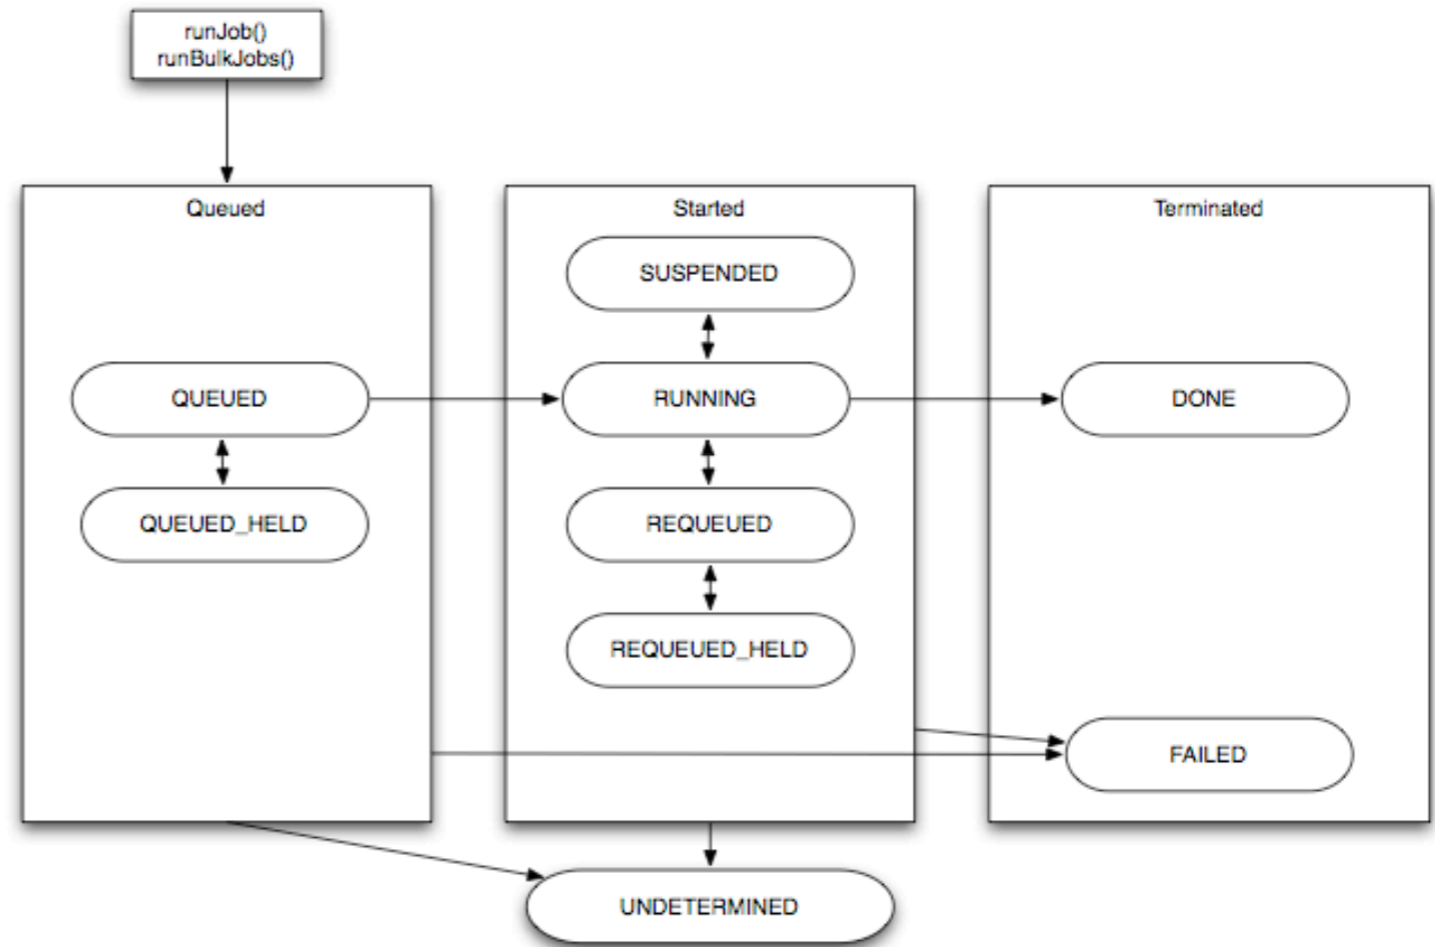 runJob()
runBulkJobs()
Queued
Started
Terminated
SUSPENDED
QUEUED
RUNNING
DONE
QUEUED_HELD
REQUEUED
REQUEUED_HELD
FAILED
UNDETERMINED